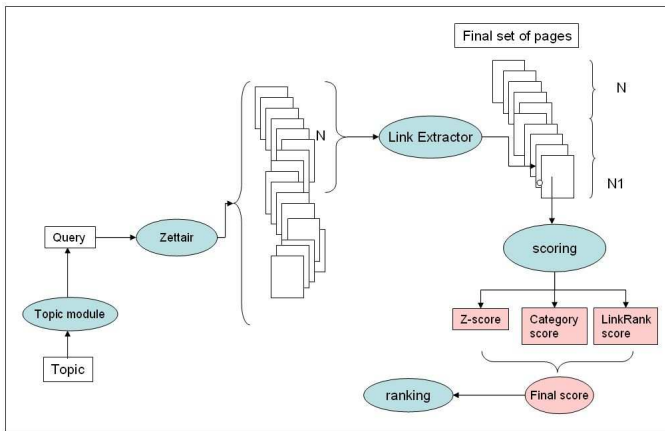 Final set of pages
N
N
Link Extractor
N1
Query
Zettair
scoring
Topic module
Z-score
Category
score
LinkRank
score
Topic
ranking
Final score